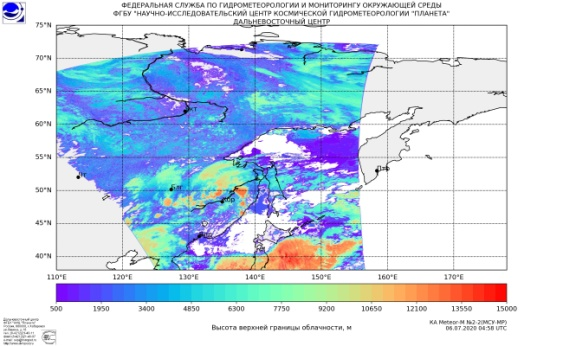 ФЕДЕРАЛЬНАЯ СЛУЖБА ПО ГИДРОМЕТЕОРОЛОГИИ И МОНИТОРИНГУ ОКРУЖАЮЩЕЙ СРЕДЫ
ФГБУ "НАУЧНО-ИССЛЕДОВАТЕЛЬСКИЙ ЦЕНТР КОСМИЧЕСКОЙ ГИДРОМЕТЕОРОЛОГИИ "ПЛАНЕТА"
ДАЛЬНЕВОСТОЧНЫЙ ЦЕНТР
75°N
70°N
65°N
60°N
55°N
50°N
45°N
40°N
110°E 120°E 130°E 140°E 150°E 160°E 170°E
500 1950 3400 4850 6300 7750 9200 10650 12100 13550 15000
Высота верхней границы облачности, м
КА Метеор-М №2-2(МСУ-МР)
06.07.2020 04:58 UTC